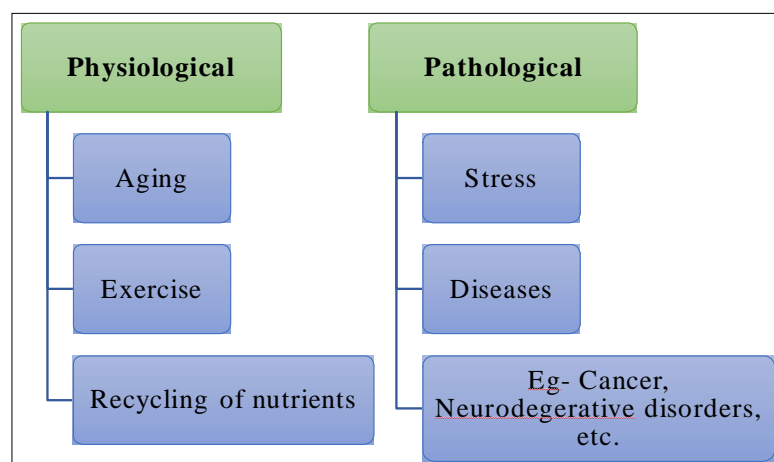 Physiological
Aging
Exercise
Recycling of nutrients
Pathological
Stress
Diseases
Eg- Cancer,
Neurodegerative disorders,
etc.